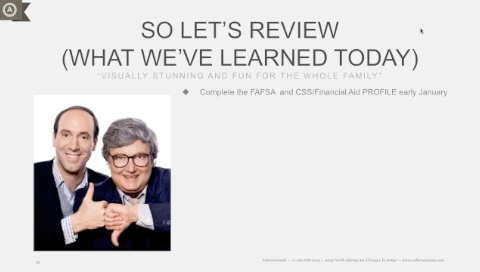 A
SO LET'S REVIEW
(WHAT WE'VE LEARNED TODAY)
"VISUALLY STUNNING AND FUN FOR THE WHOLE FAMILY"
Complete the FAFSA and CSS/Financial Aid PROFILE early January